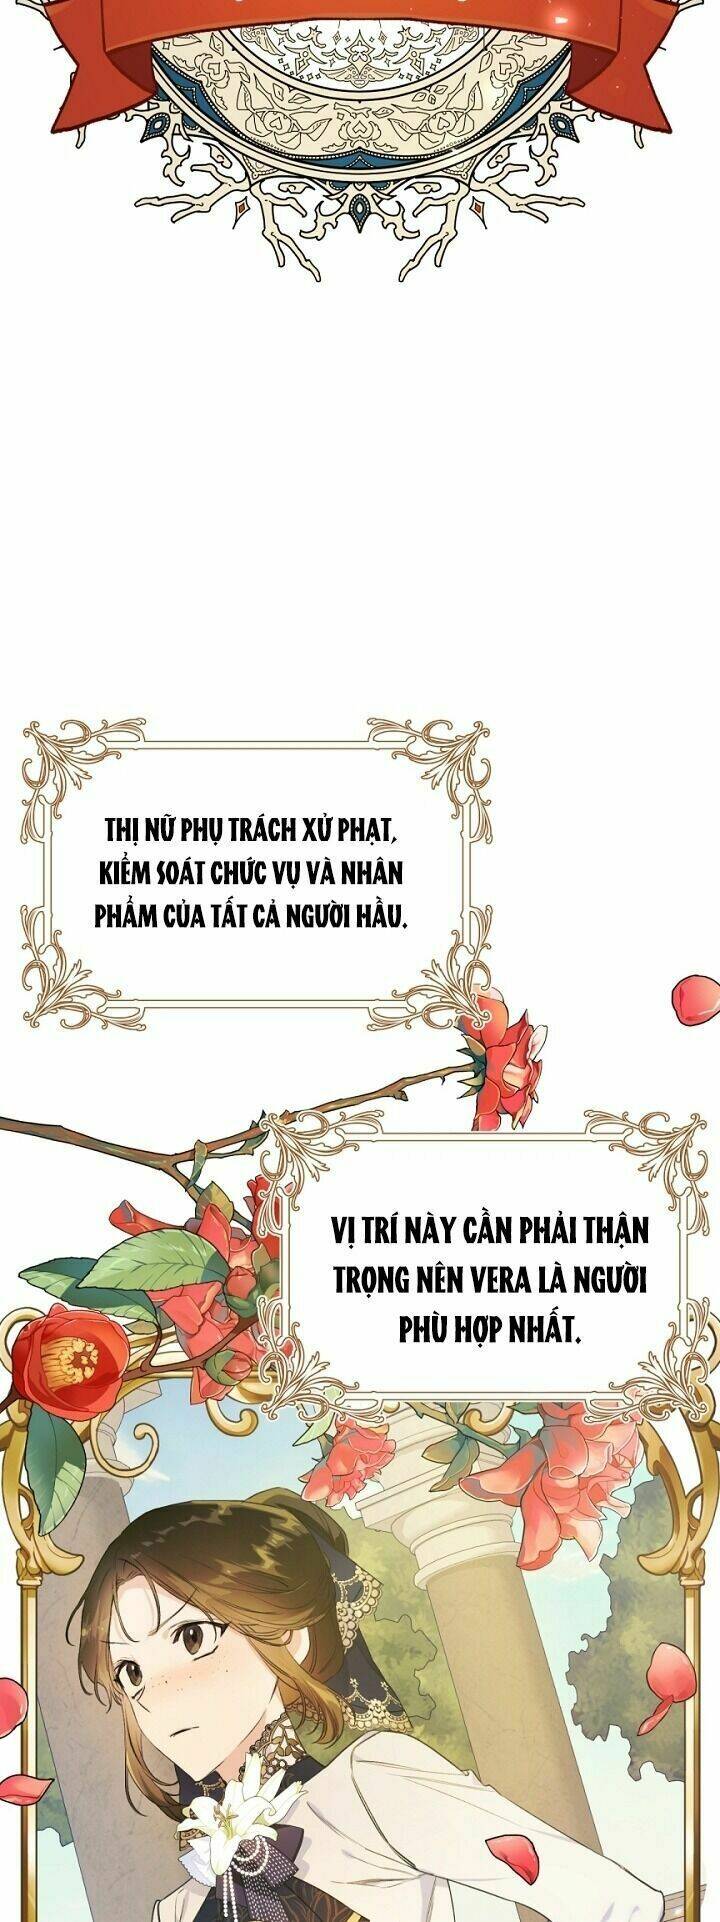 THỊ NỮ PHỤ TRÁCH XỬ PHẠT,
KIỂM SOÁT CHỨC VỤ VÀ NHÂN
PHẨM CỦA TẤT CẢ NGƯỜI HẦU.
VỊ TRÍ NÀY CẦN PHẢI THẬN
TRỌNG NÊN VERA LÀ NGƯỜI
PHÙ HỢP NHẤT.